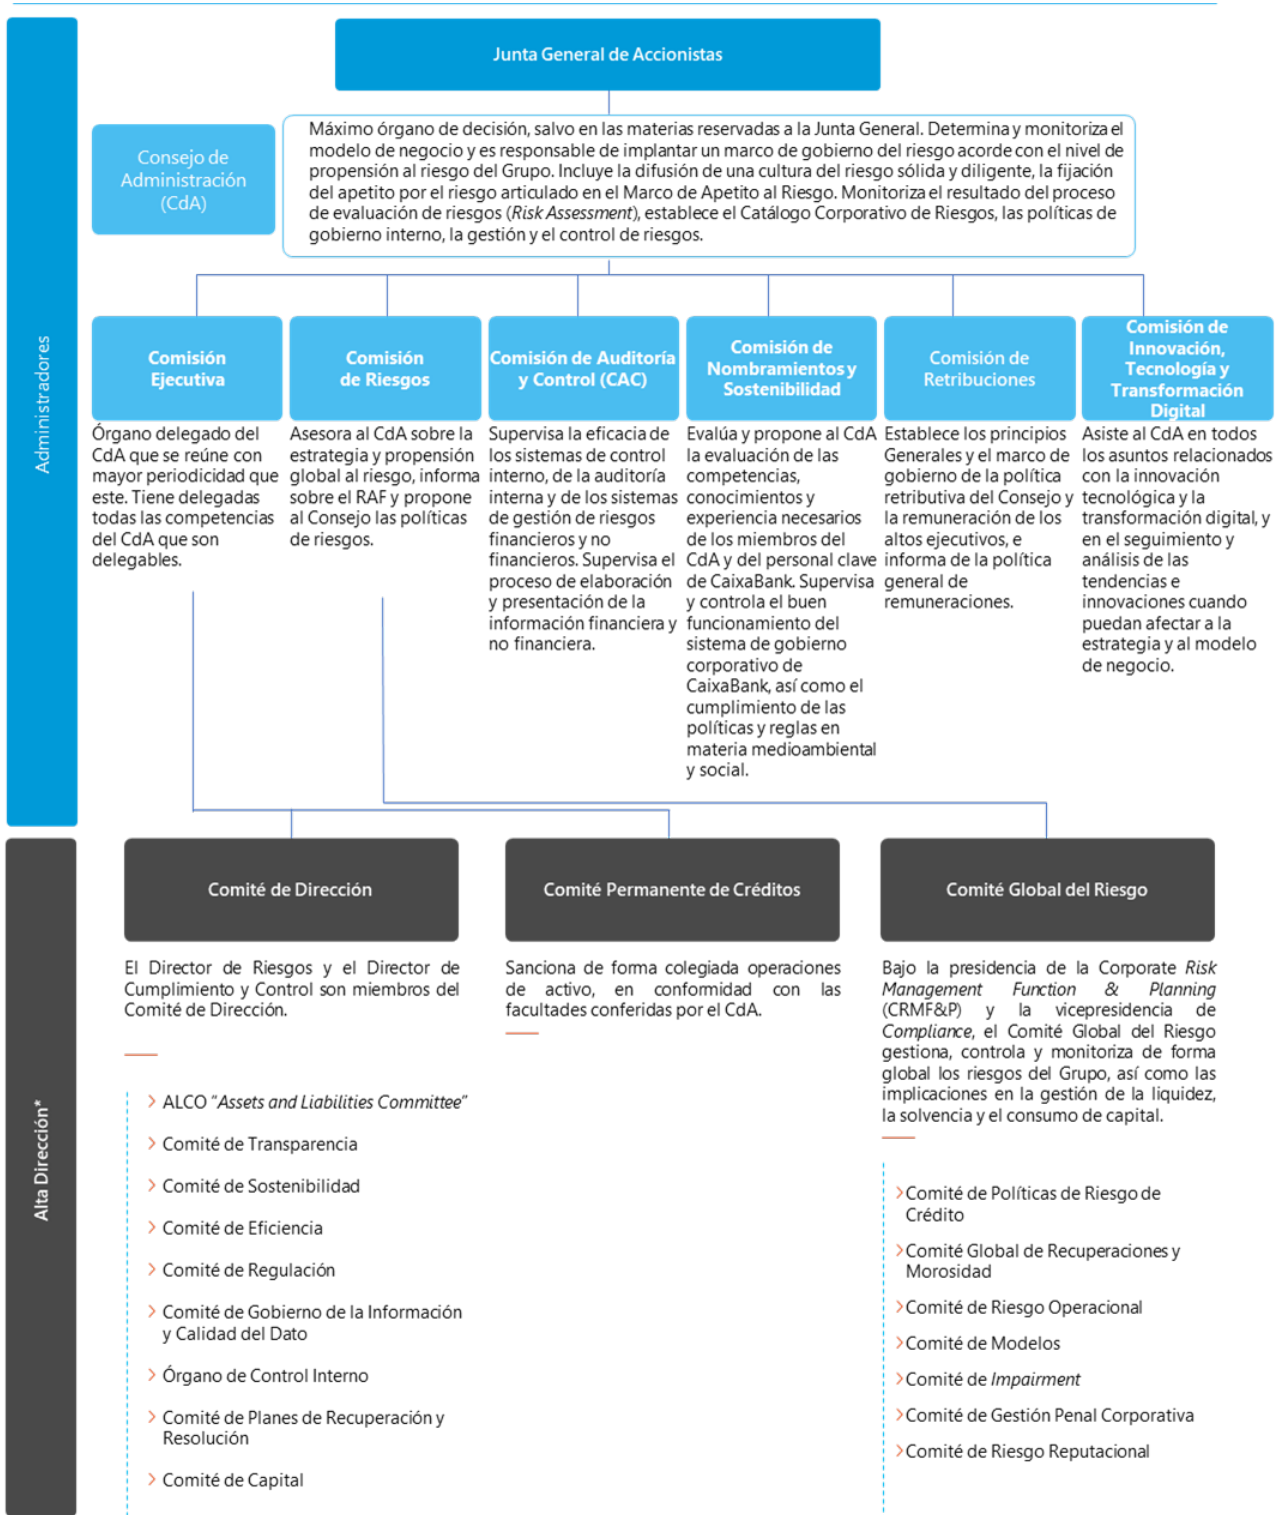 Administradores
Junta General de Accionistas
Consejo de
Administración
(CdA)
Máximo órgano de decisión, salvo en las materias reservadas a la Junta General. Determina y monitoriza el
modelo de negocio y es responsable de implantar un marco de gobierno del riesgo acorde con el nivel de
propensión al riesgo del Grupo. Incluye la difusión de una cultura del riesgo sólida y diligente, la fijación
del apetito por el riesgo articulado en el Marco de Apetito al Riesgo. Monitoriza el resultado del proceso
de evaluación de riesgos (Risk Assessment), establece el Catálogo Corporativo de Riesgos, las políticas de
gobierno interno, la gestión y el control de riesgos.
Comisión
Ejecutiva
Órgano delegado del
CdA que se reúne con
mayor periodicidad que
este. Tiene delegadas
todas las competencias
del CdA que son
delegables.
Comisión
de Riesgos
Asesora al CdA sobre la
estrategia y propensión
global al riesgo, informa
sobre el RAF y propone
al Consejo las políticas
de riesgos.
Comisión de Auditoría
y Control (CAC)
Supervisa la eficacia de
los sistemas de control
interno, de la auditoría
interna y de los sistemas
de gestión de riesgos
financieros y no
financieros. Supervisa el
proceso de elaboración
y presentación de la
información financiera y
no financiera.
Comisión de
Nombramientos y
Sostenibilidad
Evalúa y propone al CdA
la evaluación de las
competencias,
conocimientos y
experiencia necesarios
de los miembros del
CdA y del personal clave
de CaixaBank. Supervisa
y controla el buen
funcionamiento del
sistema de gobierno
corporativo de
CaixaBank, así como el
cumplimiento de las
políticas y reglas en
materia medioambiental
y social.
Comisión de
Retribuciones
Establece los principios
Generales y el marco de
gobierno de la política
retributiva del Consejo y
la remuneración de los
altos ejecutivos, e
informa de la política
general de
remuneraciones.
Comisión de
Innovación,
Tecnología y
Transformación
Digital
Asiste al CdA en todos
los asuntos relacionados
con la innovación
tecnológica y la
transformación digital, y
en el seguimiento y
análisis de las
tendencias e
innovaciones cuando
puedan afectar a la
estrategia y al modelo
de negocio.
Alta Dirección*
Comité de Dirección
El Director de Riesgos y el Director de
Cumplimiento y Control son miembros del
Comité de Dirección.
> ALCO "Assets and Liabilities Committee"
> Comité de Transparencia
> Comité de Sostenibilidad
> Comité de Eficiencia
> Comité de Regulación
> Comité de Gobierno de la Información
y Calidad del Dato
> Órgano de Control Interno
> Comité de Planes de Recuperación y
Resolución
> Comité de Capital
Comité Permanente de Créditos
Sanciona de forma colegiada operaciones
de activo, en conformidad con las
facultades conferidas por el CdA.
Comité Global del Riesgo
Bajo la presidencia de la Corporate Risk
Management Function & Planning
(CRMF&P) y la vicepresidencia de
Compliance, el Comité Global del Riesgo
gestiona, controla y monitoriza de forma
global los riesgos del Grupo, así como las
implicaciones en la gestión de la liquidez,
la solvencia y el consumo de capital.
>Comité de Políticas de Riesgo de
Crédito
>Comité Global de Recuperaciones y
Morosidad
>Comité de Riesgo Operacional
>Comité de Modelos
>Comité de Impairment
>Comité de Gestión Penal Corporativa
>Comité de Riesgo Reputacional